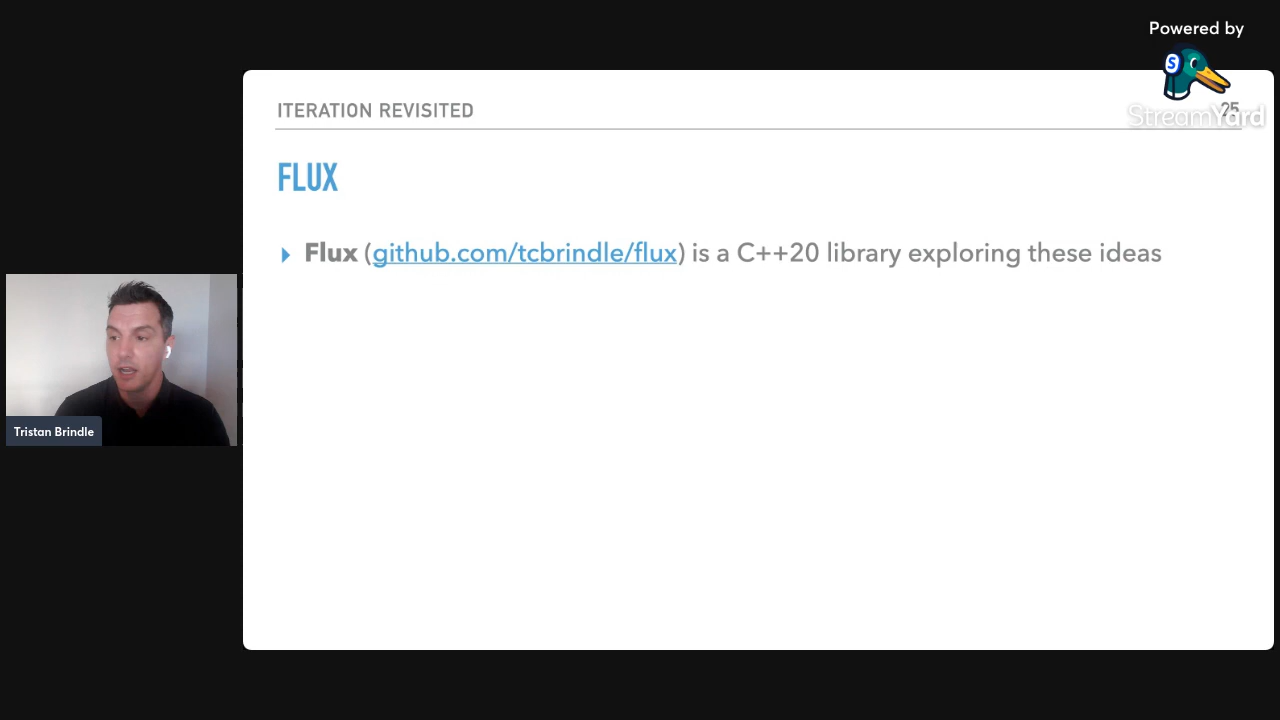 Powered by
S
StreamYard
ITERATION REVISITED
25
FLUX
Flux (github.com/tcbrindle/flux) is a C++20 library exploring these ideas
Tristan Brindle